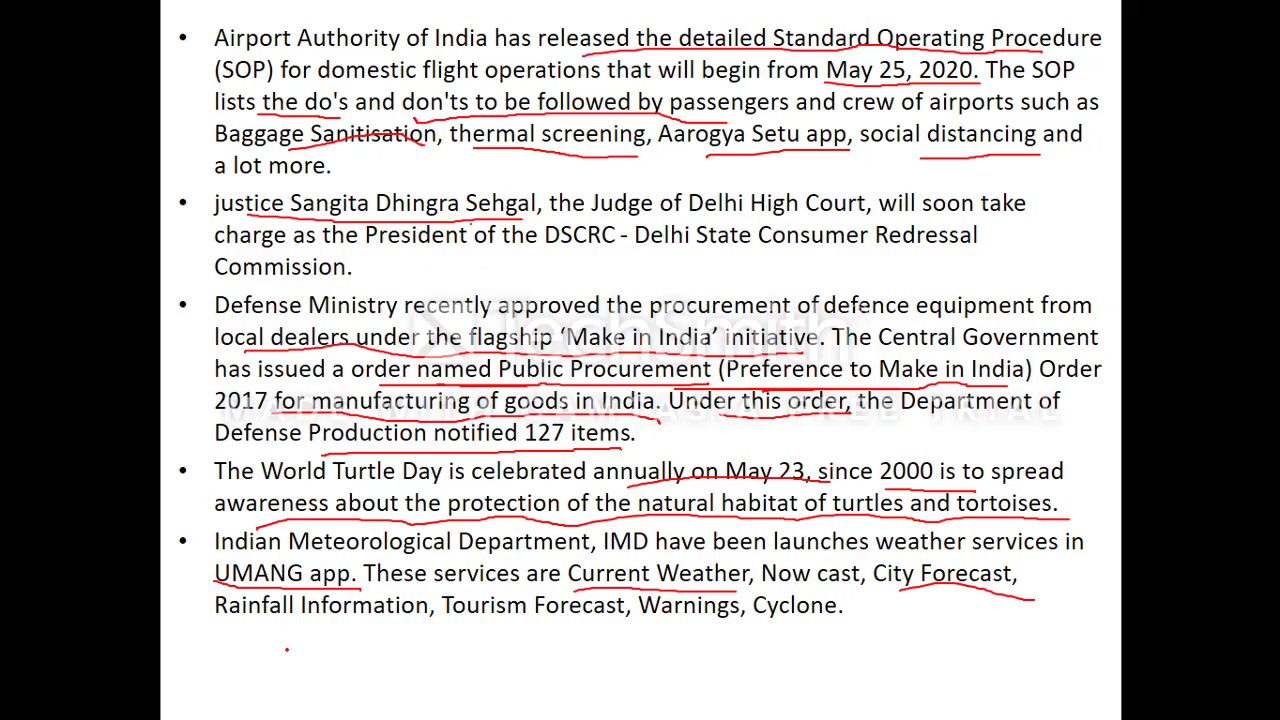 • Airport Authority of India has released the detailed Standard Operating Procedure
(SOP) for domestic flight operations that will begin from May 25, 2020. The SOP
lists the do's and don'ts to be followed by passengers and crew of airports such as
Baggage Sanitisation, thermal screening, Aarogya Setu app, social distancing and
a lot more.
• justice Sangita Dhingra Sehgal, the Judge of Delhi High Court, will soon take
charge as the President of the DSCRC - Delhi State Consumer Redressal
Commission.
• Defense Ministry recently approved the procurement of defence equipment from
local dealers under the flagship ‘Make in India’ initiative. The Central Government
has issued a order named Public Procurement (Preference to Make in India) Order
2017 for manufacturing of goods in India. Under this order, the Department of
Defense Production notified 127 items.
• The World Turtle Day is celebrated annually on May 23, since 2000 is to spread
awareness about the protection of the natural habitat of turtles and tortoises.
• Indian Meteorological Department, IMD have been launches weather services in
UMANG app. These services are Current Weather, Now cast, City Forecast,
Rainfall Information, Tourism Forecast, Warnings, Cyclone.
TechSmith
MADE WITH CAMTASIA FREE TRIAL